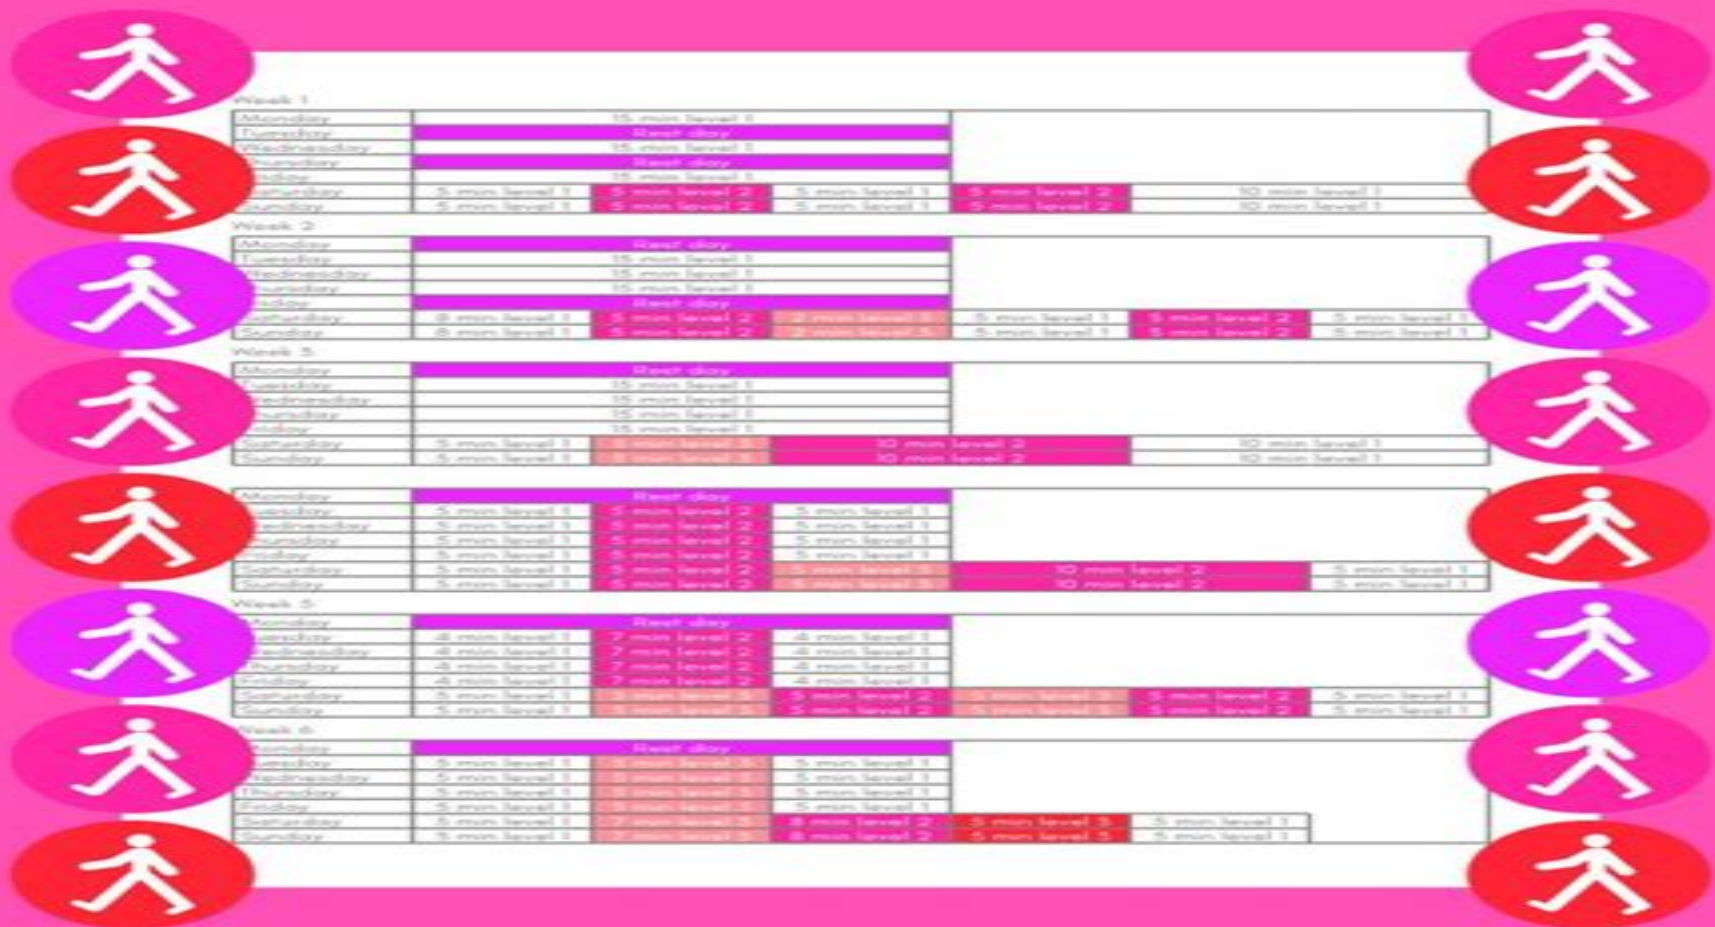 Week 1
Monday 15 min level 1
Tuesday Rest day
Wednesday 15 min level 1
Thursday Rest day
Friday 15 min level 1
Saturday 5 min level 1 5 min level 2 5 min level 1 5 min level 2 10 min level 1
Sunday 5 min level 1 5 min level 2 5 min level 1 5 min level 2 10 min level 1
Week 2
Monday Rest day
Tuesday 15 min level 1
Wednesday 15 min level 1
Thursday 15 min level 1
Friday Rest day
Saturday 8 min level 1 5 min level 2 5 min level 1 5 min level 2 5 min level 1
Sunday 8 min level 1 5 min level 2 5 min level 1 5 min level 2 5 min level 1
Week 3
Monday Rest day
Tuesday 15 min level 1
Wednesday 15 min level 1
Thursday 15 min level 1
Friday 15 min level 1
Saturday 5 min level 1 10 min level 2 10 min level 1
Sunday 5 min level 1 10 min level 2 10 min level 1
Monday Rest day
Tuesday 5 min level 1 5 min level 2 5 min level 1
Wednesday 5 min level 1 5 min level 2 5 min level 1
Thursday 5 min level 1 5 min level 2 5 min level 1
Friday 5 min level 1 5 min level 2 5 min level 1
Saturday 5 min level 1 5 min level 2 10 min level 2 5 min level 1
Sunday 5 min level 1 5 min level 2 10 min level 2 5 min level 1
Week 5
Monday Rest day
Tuesday 4 min level 1 7 min level 2 4 min level 1
Wednesday 4 min level 1 7 min level 2 4 min level 1
Thursday 4 min level 1 7 min level 2 4 min level 1
Friday 4 min level 1 7 min level 2 4 min level 1
Saturday 5 min level 1 5 min level 2 5 min level 2 5 min level 1
Sunday 5 min level 1 5 min level 2 5 min level 2 5 min level 1
Week 6
Monday Rest day
Tuesday 5 min level 1 5 min level 1
Wednesday 5 min level 1 5 min level 1
Thursday 5 min level 1 5 min level 1
Friday 5 min level 1 5 min level 1
Saturday 5 min level 1 8 min level 2 5 min level 3 5 min level 1
Sunday 5 min level 1 8 min level 2 5 min level 3 5 min level 1